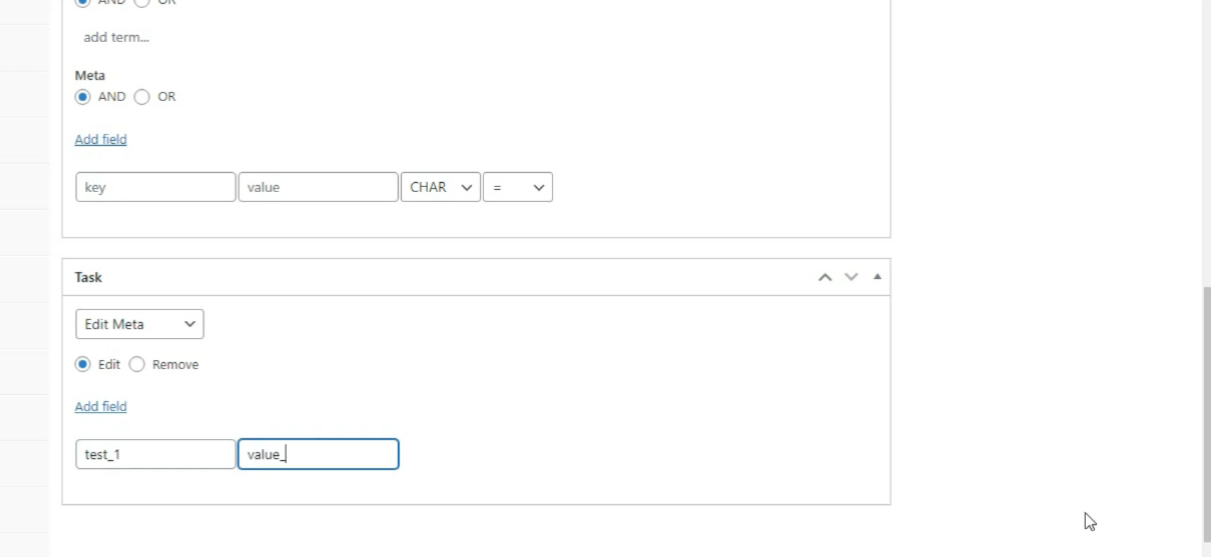 AND OR
add term...
Meta
AND OR
Add field
key value CHAR =
Task
Edit Meta
Edit Remove
Add field
test_1 value_